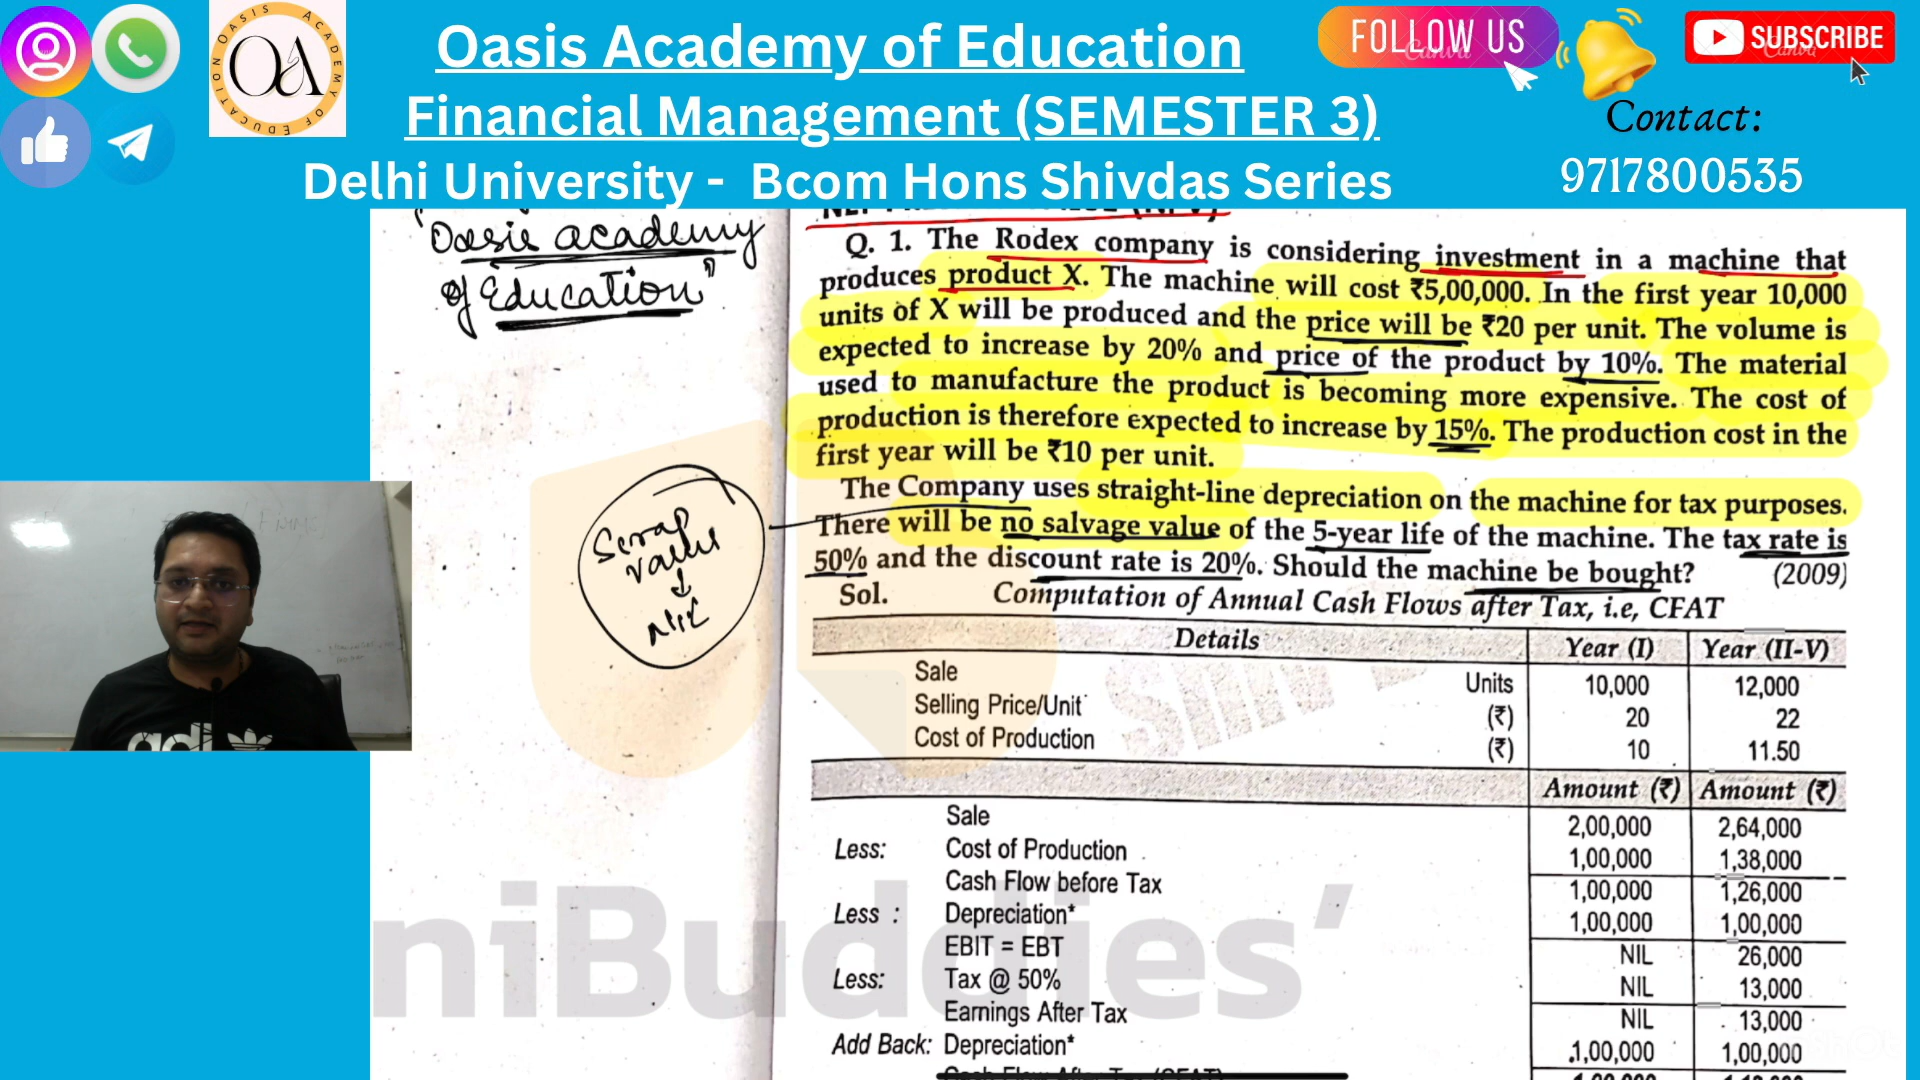 Oasis Academy of Education
Financial Management (SEMESTER 3)
Delhi University - Bcom Hons Shivdas Series
OASIS ACADEMY OF EDUCATION
OA
FOLLOW US
Canva
SUBSCRIBE
Canva
Contact:
9717800535
"Oasis academy
of Education"
Q. 1. The Rodex company is considering investment in a machine that
produces product X. The machine will cost ₹5,00,000. In the first year 10,000
units of X will be produced and the price will be ₹20 per unit. The volume is
expected to increase by 20% and price of the product by 10%. The material
used to manufacture the product is becoming more expensive. The cost of
production is therefore expected to increase by 15%. The production cost in the
first year will be ₹10 per unit.
The Company uses straight-line depreciation on the machine for tax purposes.
There will be no salvage value of the 5-year life of the machine. The tax rate is
50% and the discount rate is 20%. Should the machine be bought? (2009)
Scrap
value
↓
Nil
Sol. Computation of Annual Cash Flows after Tax, i.e, CFAT
Details Year (I) Year (II-V)
Sale Units 10,000 12,000
Selling Price/Unit (₹) 20 22
Cost of Production (₹) 10 11.50
Amount (₹) Amount (₹)
Sale 2,00,000 2,64,000
Less: Cost of Production 1,00,000 1,38,000
Cash Flow before Tax 1,00,000 1,26,000
Less : Depreciation* 1,00,000 1,00,000
EBIT = EBT NIL 26,000
Less: Tax @ 50% NIL 13,000
Earnings After Tax NIL 13,000
Add Back: Depreciation* 1,00,000 1,00,000
niBuddies'
adi